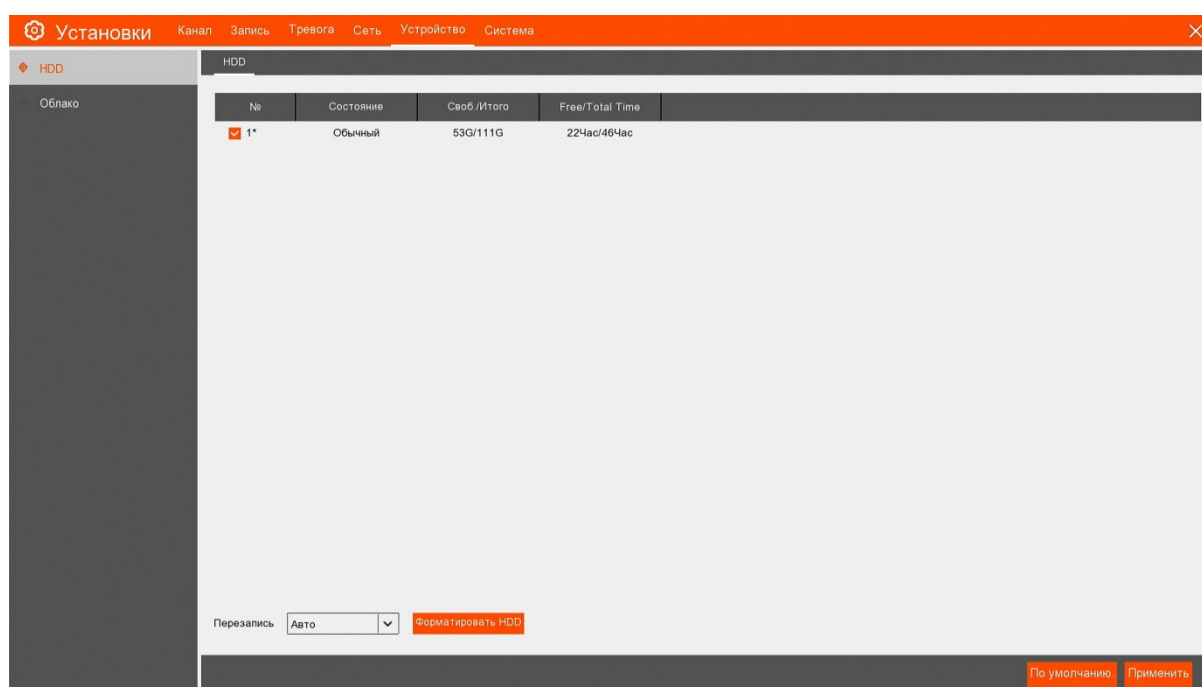 Установки Канал Запись Тревога Сеть Устройство Система
HDD
HDD
Облако
№ Состояние Своб./Итого Free/Total Time
1* Обычный 53G/111G 22Час/46Час
Перезапись Авто Форматировать HDD
По умолчанию Применить